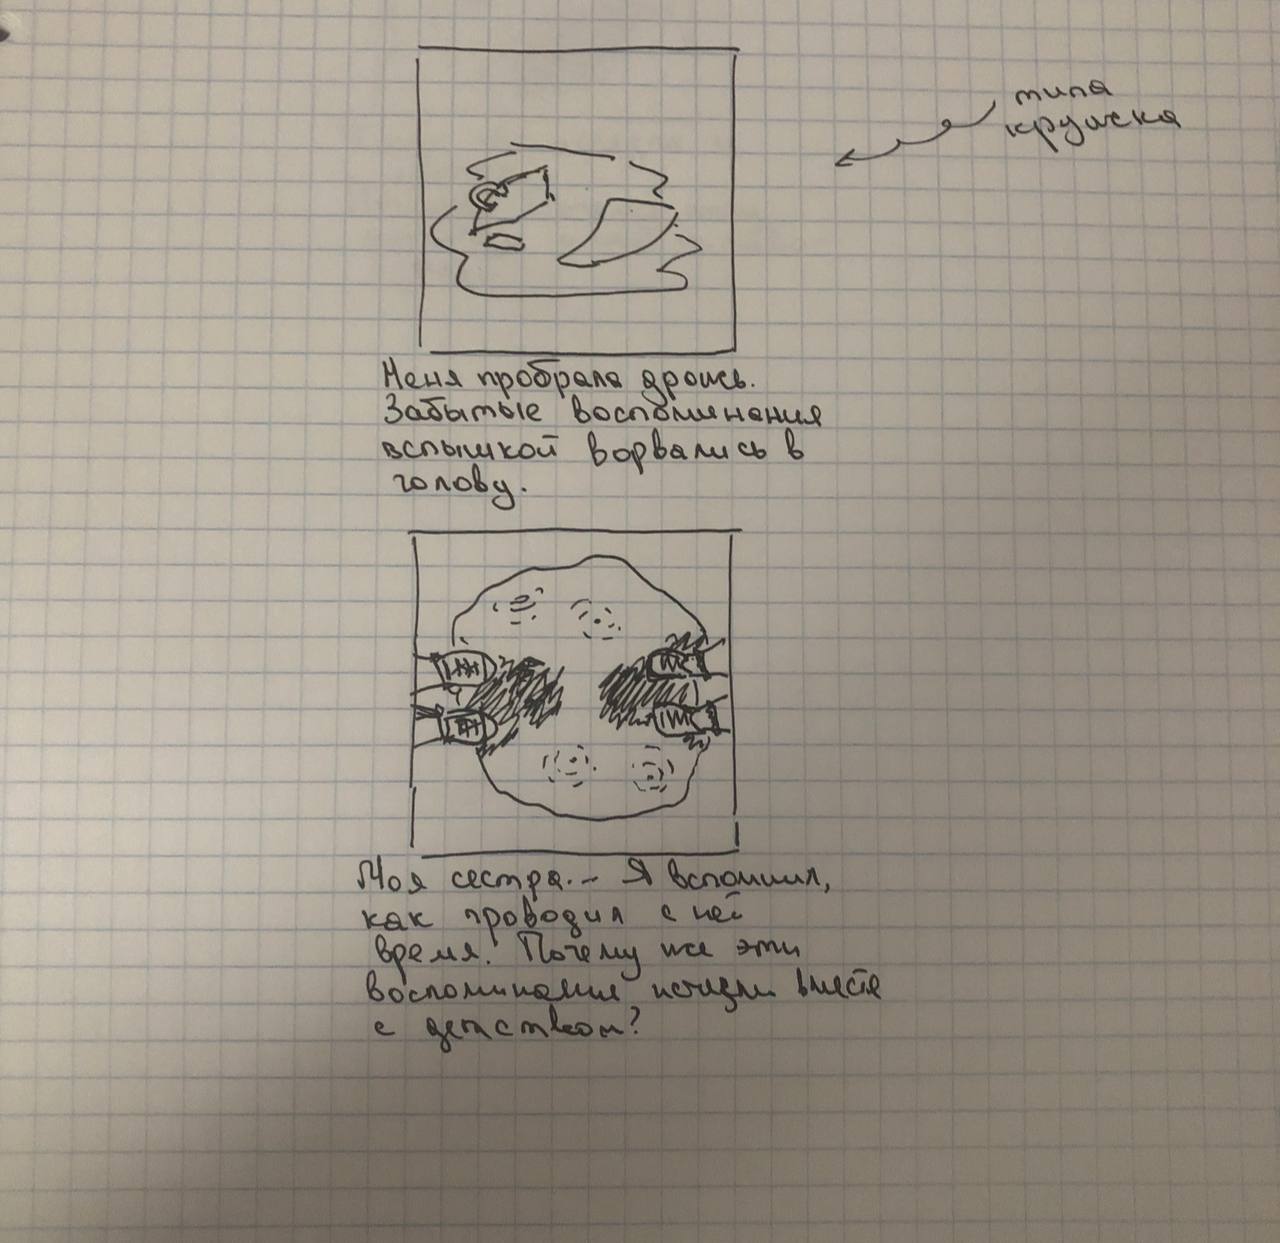 типа
кружка
Меня пробрала дрожь.
Забытые воспоминания
вспышкой ворвались в
голову.
Моя сестра.. Я вспомнил,
как проводил с ней
время. Почему же эти
воспоминания исчезли вместе
с детством?